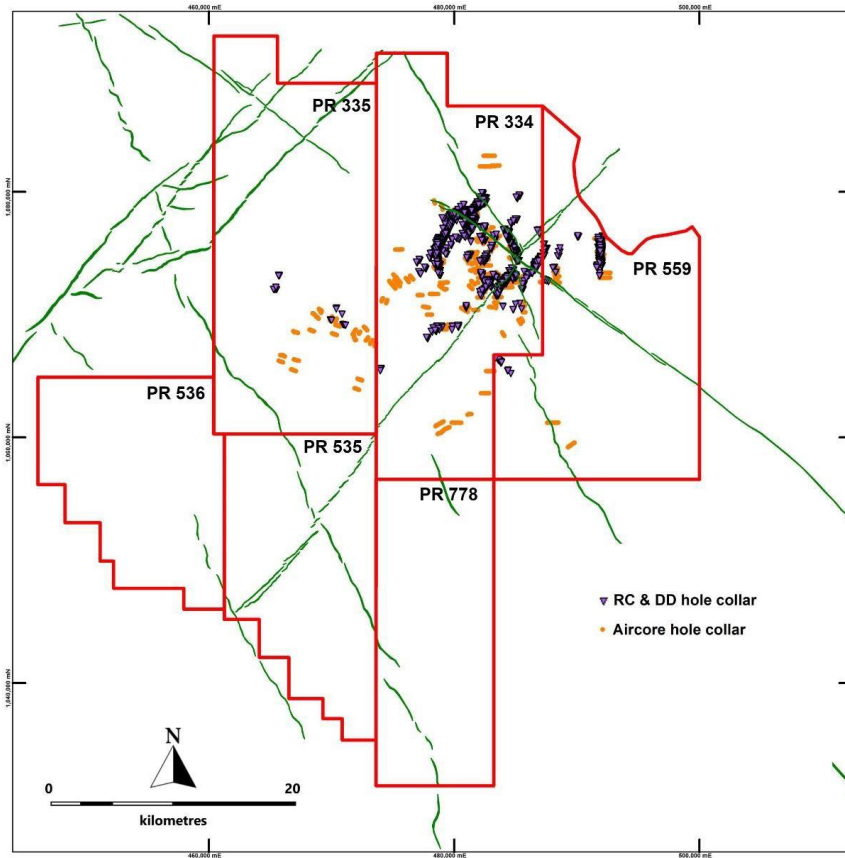 460,000 mE
480,000 mE
500,000 mE
PR 335
PR 334
1,080,000 mN
PR 559
PR 536
PR 535
1,060,000 mN
PR 778
RC & DD hole collar
Aircore hole collar
1,040,000 mN
N
0 20
kilometres
460,000 mE
480,000 mE
500,000 mE